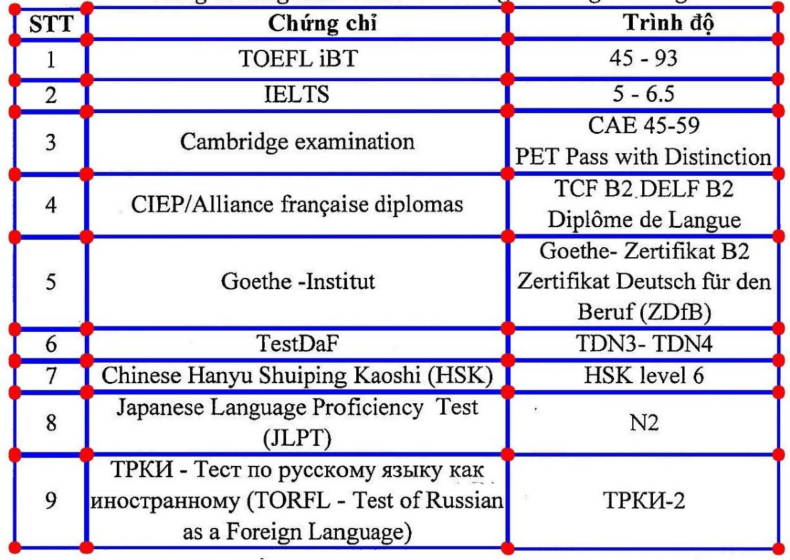 STT Chứng chỉ Trình độ
1 TOEFL iBT 45 - 93
2 IELTS 5 - 6.5
3 Cambridge examination CAE 45-59
PET Pass with Distinction
4 CIEP/Alliance française diplomas TCF B2 DELF B2
Diplôme de Langue
5 Goethe -Institut Goethe- Zertifikat B2
Zertifikat Deutsch für den
Beruf (ZDfB)
6 TestDaF TDN3- TDN4
7 Chinese Hanyu Shuiping Kaoshi (HSK) HSK level 6
8 Japanese Language Proficiency Test
(JLPT) N2
9 ТРКИ - Тест по русскому языку как
иностранному (TORFL - Test of Russian
as a Foreign Language) ТРКИ-2